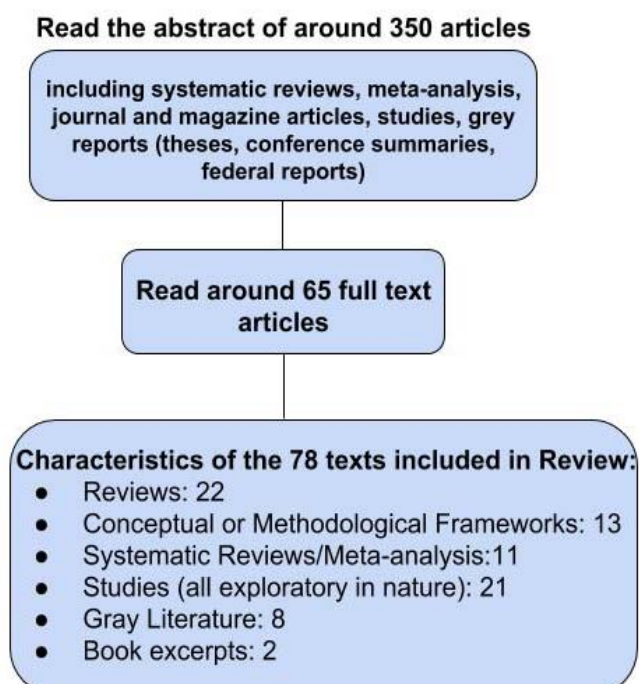 Read the abstract of around 350 articles
including systematic reviews, meta-analysis,
journal and magazine articles, studies, grey
reports (theses, conference summaries,
federal reports)
Read around 65 full text
articles
Characteristics of the 78 texts included in Review:
● Reviews: 22
● Conceptual or Methodological Frameworks: 13
● Systematic Reviews/Meta-analysis:11
● Studies (all exploratory in nature): 21
● Gray Literature: 8
● Book excerpts: 2